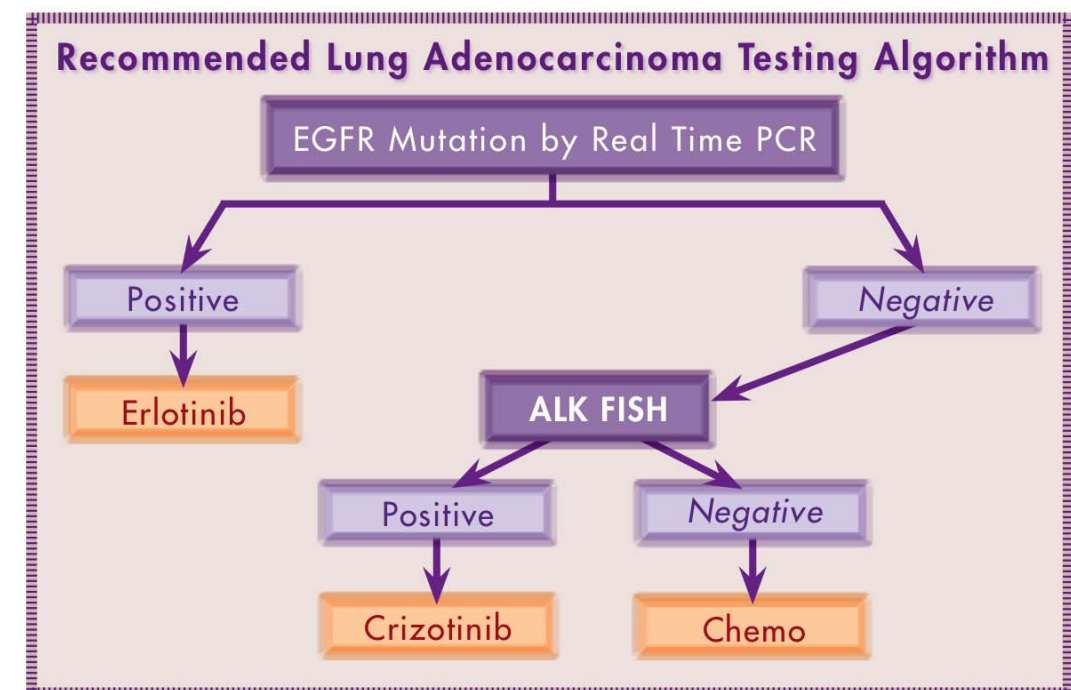 Recommended Lung Adenocarcinoma Testing Algorithm
EGFR Mutation by Real Time PCR
Positive
Negative
Erlotinib
ALK FISH
Positive
Negative
Crizotinib
Chemo